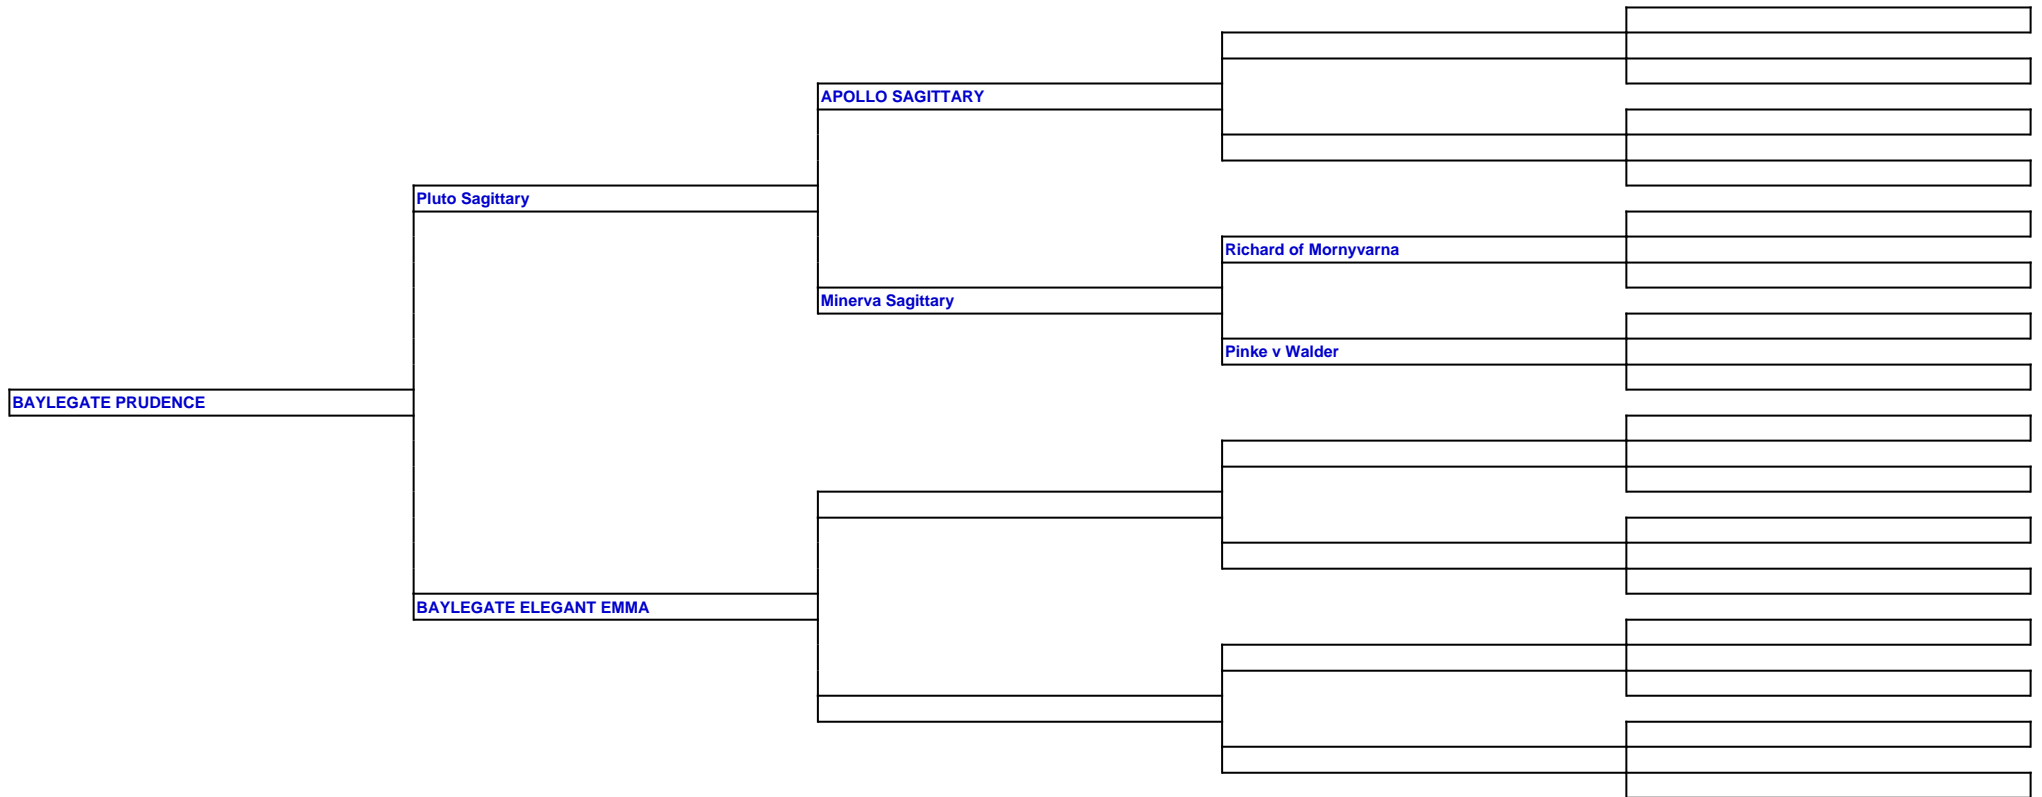 APOLLO SAGITTARY
Pluto Sagittary
Richard of Mornyvarna
Minerva Sagittary
Pinke v Walder
BAYLEGATE PRUDENCE
BAYLEGATE ELEGANT EMMA